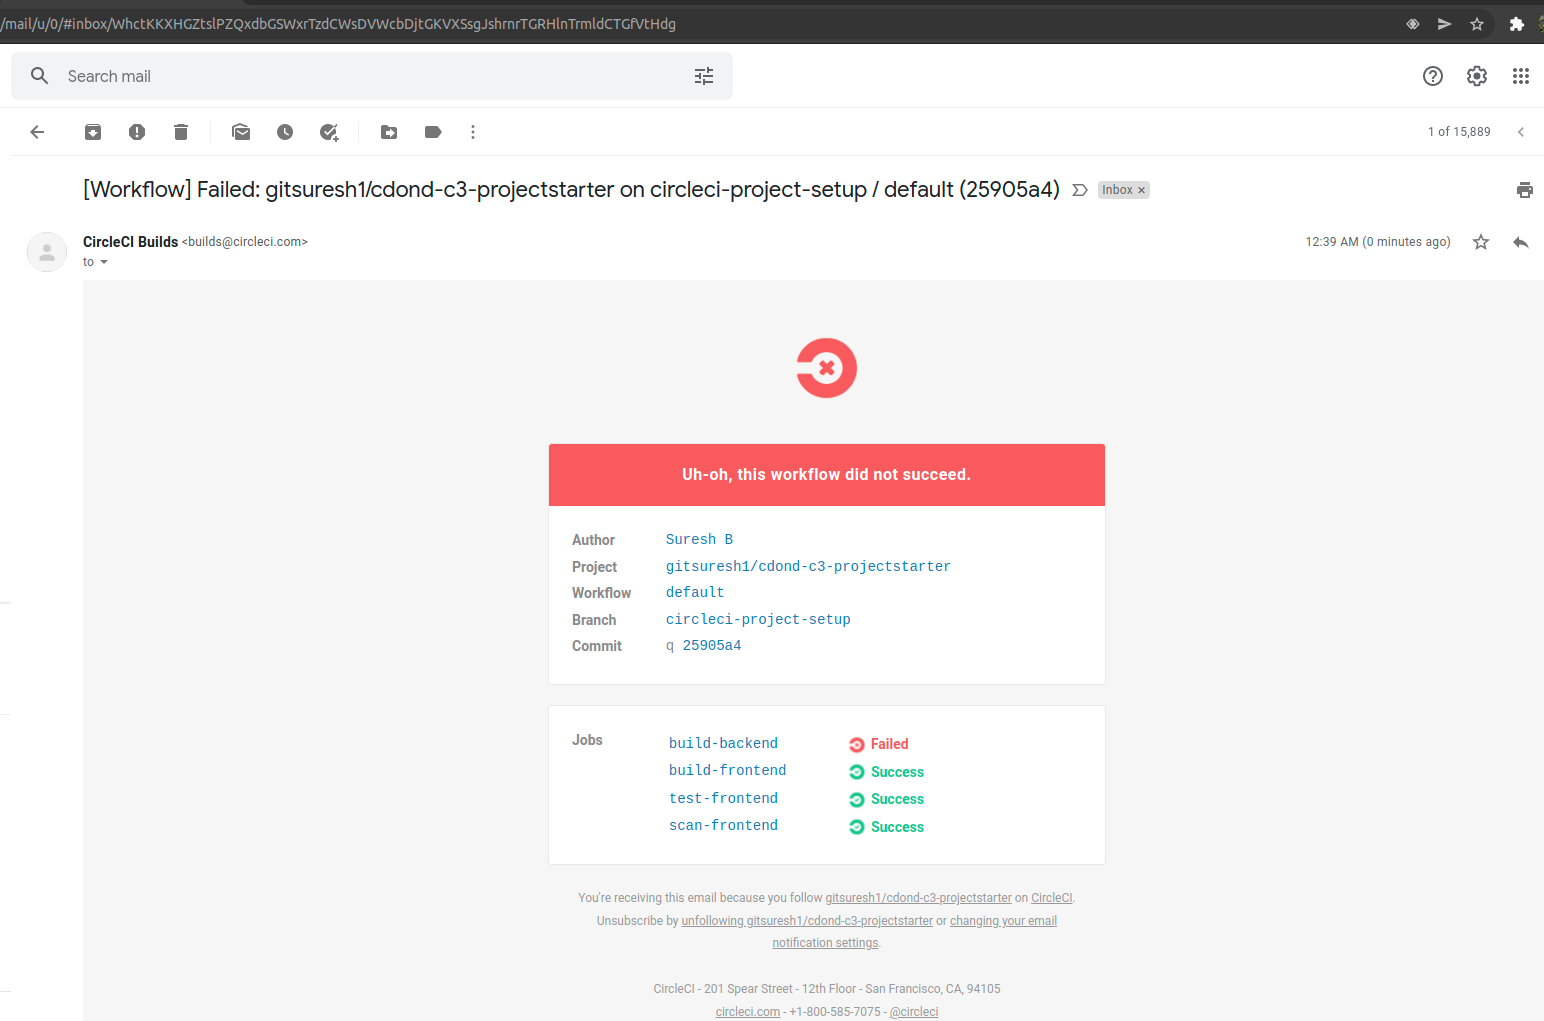 /mail/u/0/#inbox/WhctKKXHGZtslPZQxdbGSWxrTzdCWsDVWcbDjtGKVXSsgJshrnrTGRHlnTrmldCTGfVtHdg
Search mail
1 of 15,889
[Workflow] Failed: gitsuresh1/cdond-c3-projectstarter on circleci-project-setup / default (25905a4)
Inbox ×
CircleCI Builds <builds@circleci.com>
12:39 AM (0 minutes ago)
to
Uh-oh, this workflow did not succeed.
Author Suresh B
Project gitsuresh1/cdond-c3-projectstarter
Workflow default
Branch circleci-project-setup
Commit q 25905a4
Jobs build-backend Failed
build-frontend Success
test-frontend Success
scan-frontend Success
You're receiving this email because you follow gitsuresh1/cdond-c3-projectstarter on CircleCI.
Unsubscribe by unfollowing gitsuresh1/cdond-c3-projectstarter or changing your email
notification settings.
CircleCI - 201 Spear Street - 12th Floor - San Francisco, CA, 94105
circleci.com - +1-800-585-7075 - @circleci